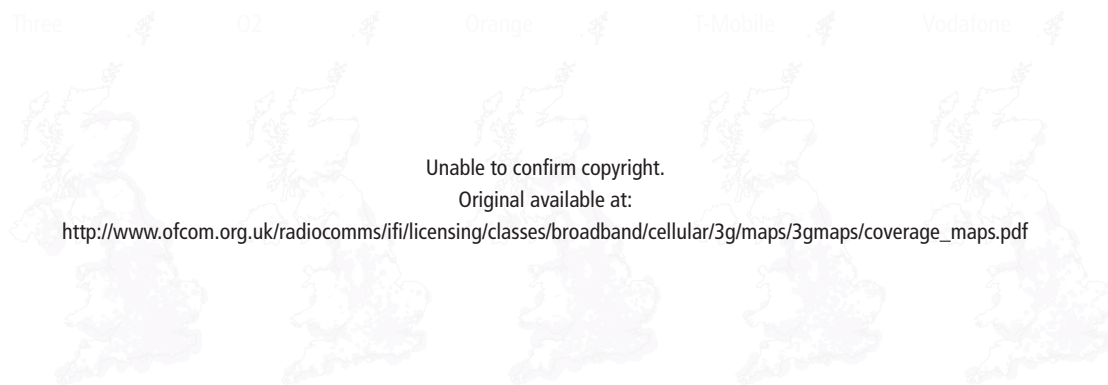 Three
O2
Orange
T-Mobile
Vodafone
Unable to confirm copyright.
Original available at:
http://www.ofcom.org.uk/radiocomms/ifi/licensing/classes/broadband/cellular/3g/maps/3gmaps/coverage_maps.pdf